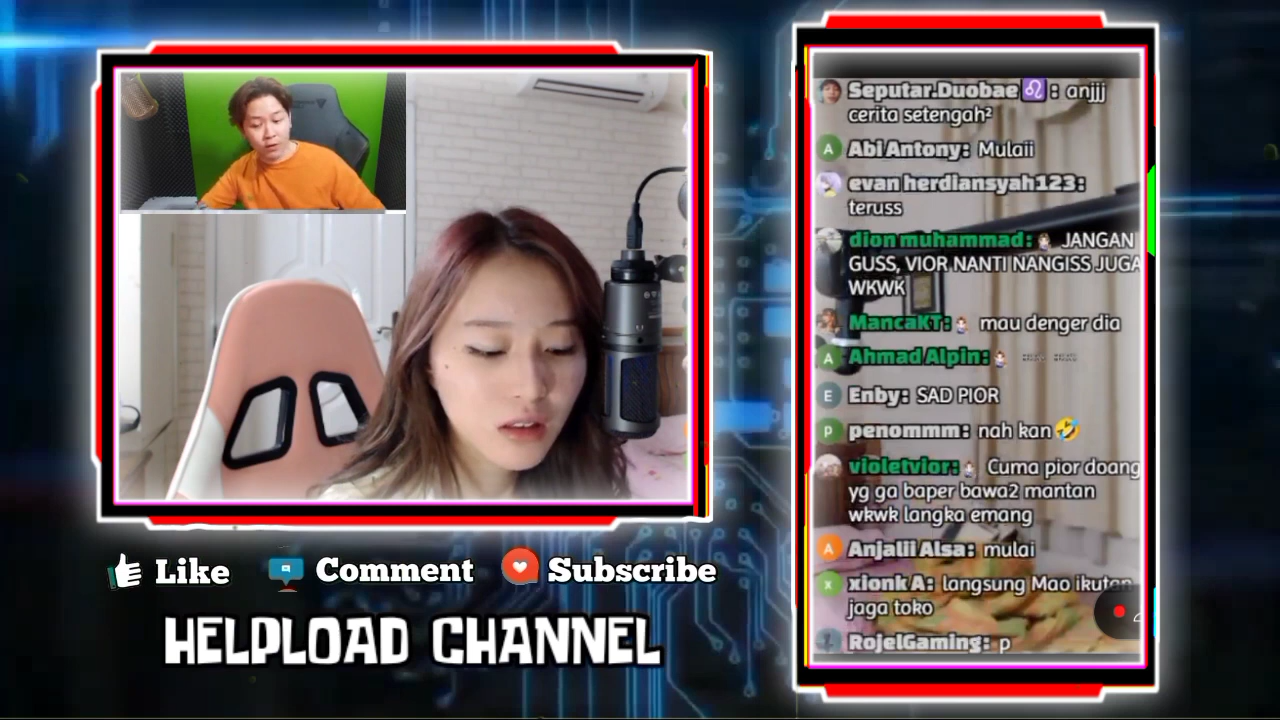 Like
Comment
Subscribe
HELPLOAD CHANNEL
Seputar.Duobae ♌ : anjjj
cerita setengah²
A
Abi Antony: Mulaii
evan herdiansyah123:
teruss
dion muhammad: JANGAN
GUSS, VIOR NANTI NANGISS JUGA
WKWK
MancaKT: mau denger dia
A
Ahmad Alpin:
E
Enby: SAD PIOR
P
penommm: nah kan 🤣
violetvior: Cuma pior doang
yg ga baper bawa2 mantan
wkwk langka emang
A
Anjalii Alsa: mulai
x
xionk A: langsung Mao ikutan
jaga toko
RojelGaming: p